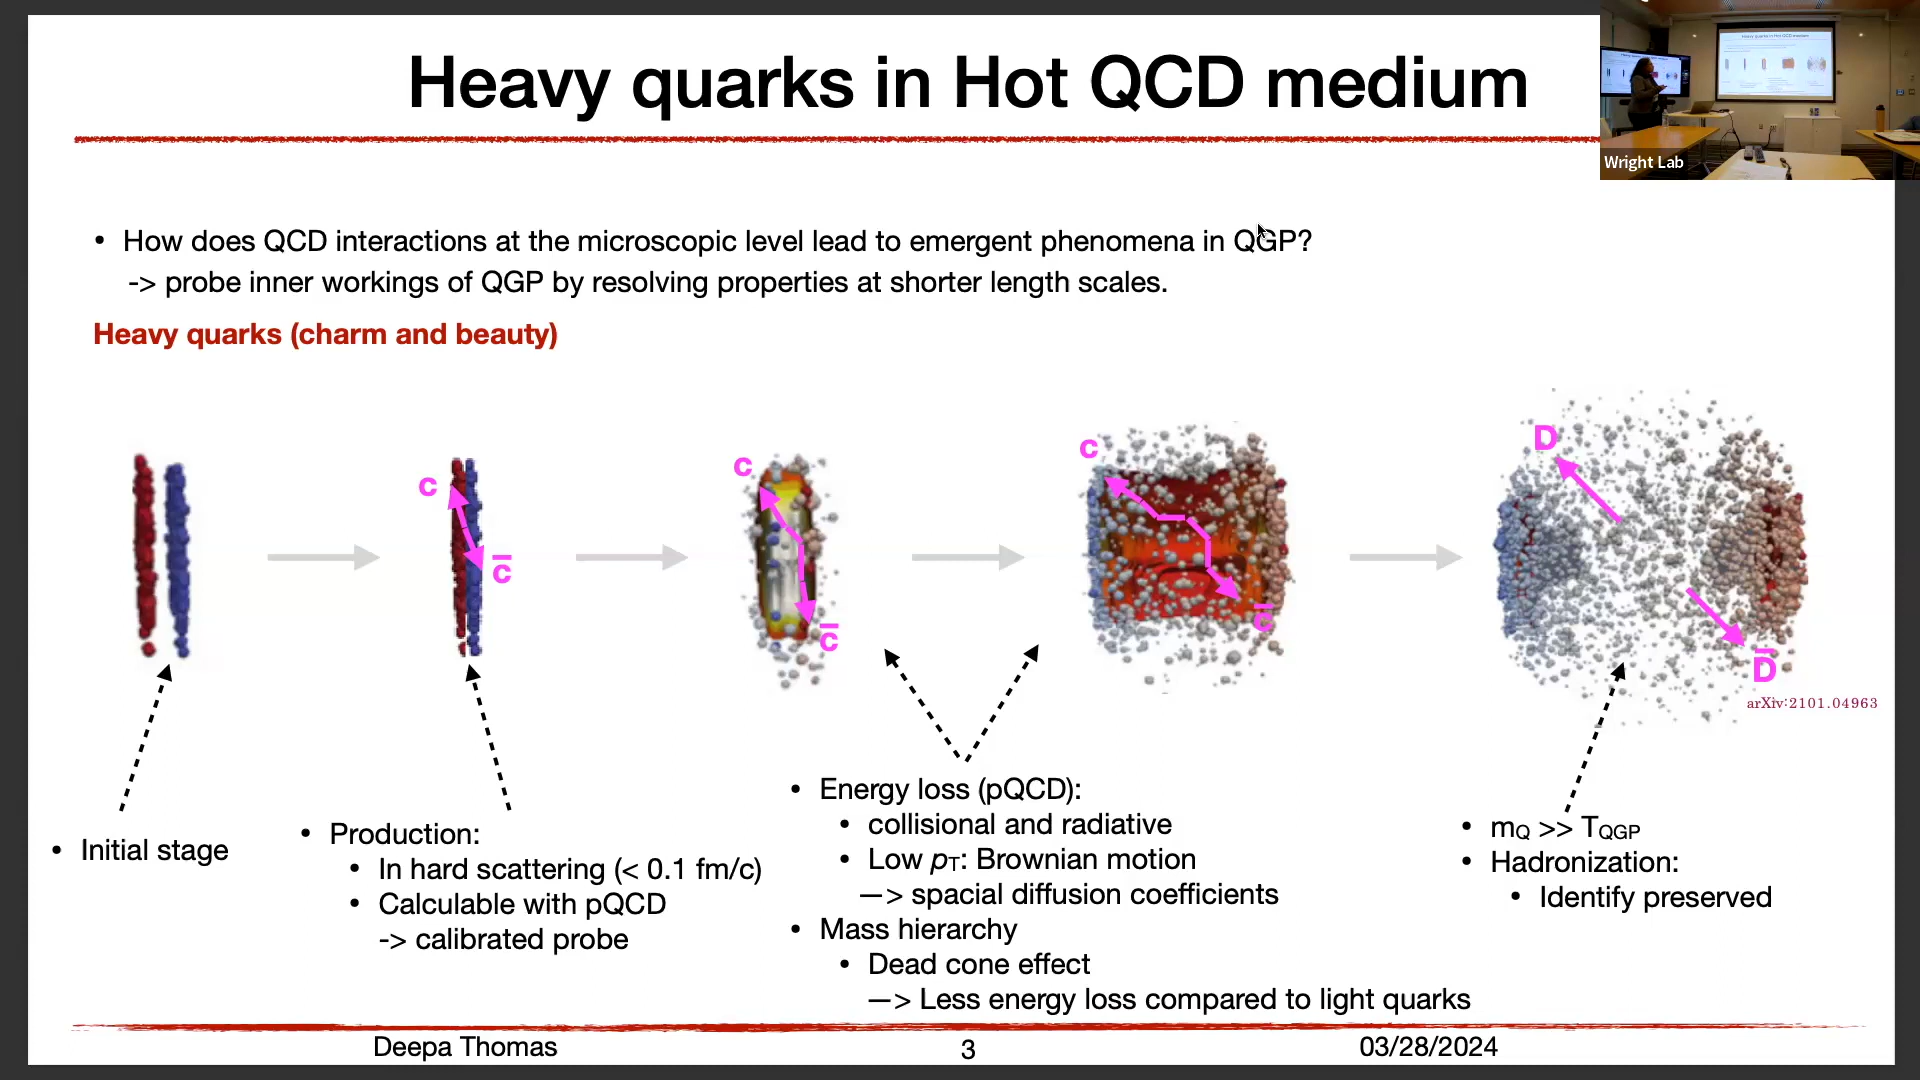 Heavy quarks in Hot QCD medium
Wright Lab
• How does QCD interactions at the microscopic level lead to emergent phenomena in QGP?
-> probe inner workings of QGP by resolving properties at shorter length scales.
Heavy quarks (charm and beauty)
c
c̅
c
c̅
c
c̅
D
D̅
arXiv:2101.04963
• Initial stage
• Production:
• In hard scattering (< 0.1 fm/c)
• Calculable with pQCD
-> calibrated probe
• Energy loss (pQCD):
• collisional and radiative
• Low pT: Brownian motion
—> spacial diffusion coefficients
• Mass hierarchy
• Dead cone effect
—> Less energy loss compared to light quarks
• mQ >> TQGP
• Hadronization:
• Identify preserved
Deepa Thomas
3
03/28/2024